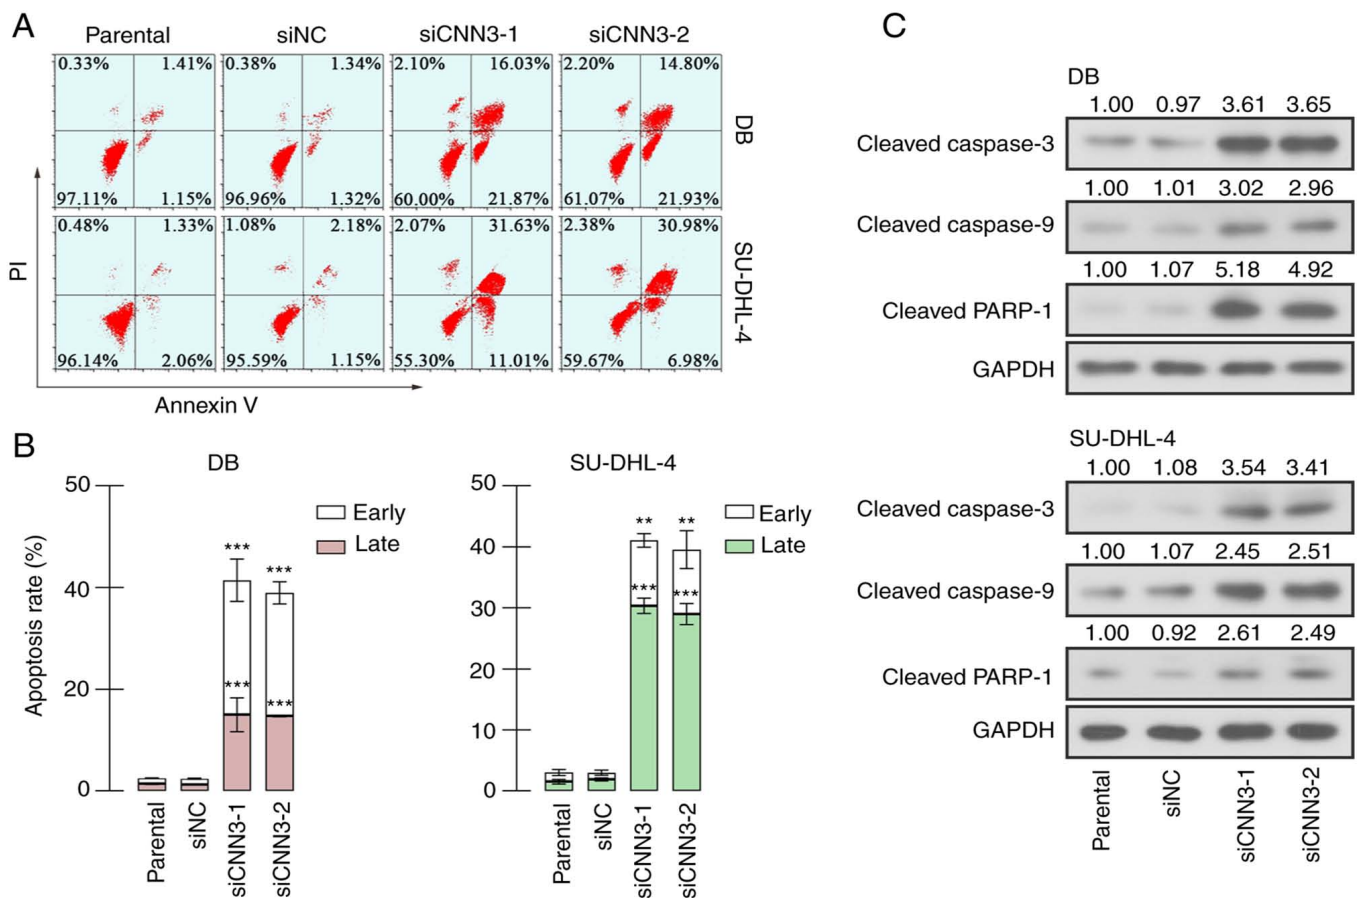 A
Parental siNC siCNN3-1 siCNN3-2
0.33% 1.41% 0.38% 1.34% 2.10% 16.03% 2.20% 14.80%
DB
97.11% 1.15% 96.96% 1.32% 60.00% 21.87% 61.07% 21.93%
0.48% 1.33% 1.08% 2.18% 2.07% 31.63% 2.38% 30.98%
SU-DHL-4
96.14% 2.06% 95.59% 1.15% 55.30% 11.01% 59.67% 6.98%
PI
Annexin V
B
DB
Apoptosis rate (%)
50
40
20
0
Early
Late
*** ***
*** ***
Parental siNC siCNN3-1 siCNN3-2
SU-DHL-4
50
40
30
20
10
0
Early
Late
** **
*** ***
Parental siNC siCNN3-1 siCNN3-2
C
DB
1.00 0.97 3.61 3.65
Cleaved caspase-3
1.00 1.01 3.02 2.96
Cleaved caspase-9
1.00 1.07 5.18 4.92
Cleaved PARP-1
GAPDH
SU-DHL-4
1.00 1.08 3.54 3.41
Cleaved caspase-3
1.00 1.07 2.45 2.51
Cleaved caspase-9
1.00 0.92 2.61 2.49
Cleaved PARP-1
GAPDH
Parental siNC siCNN3-1 siCNN3-2